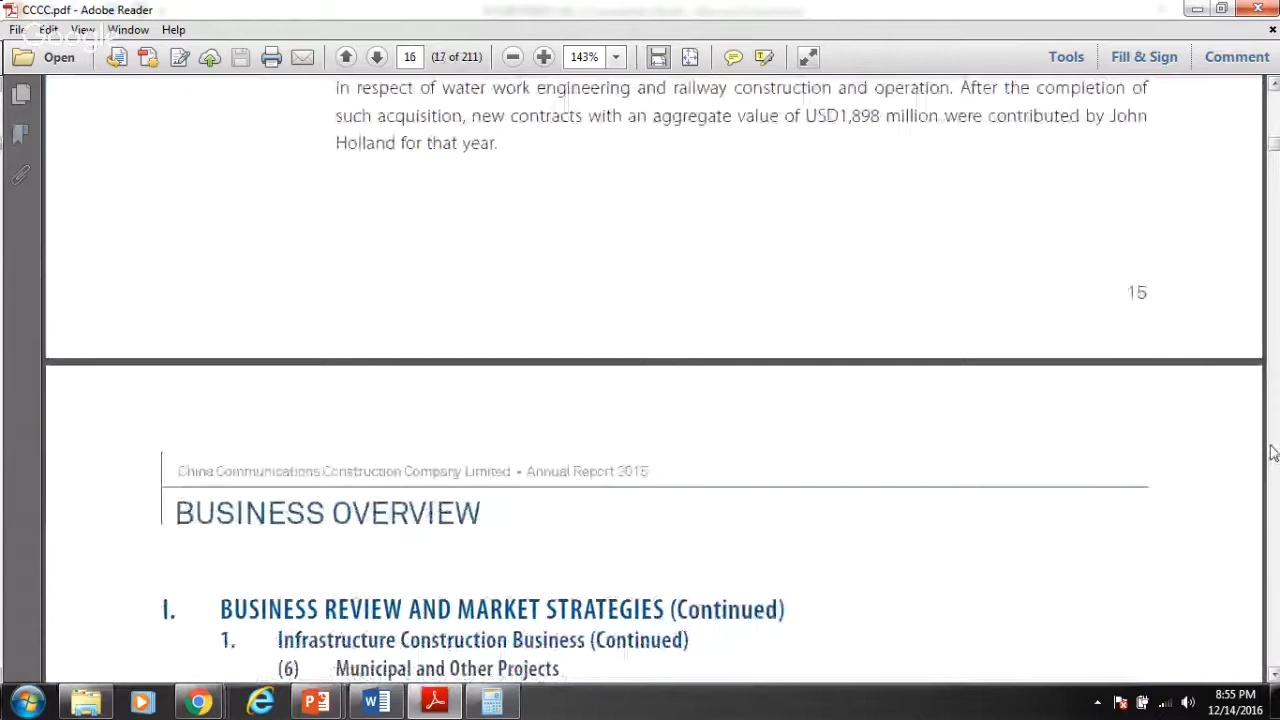 CCCC.pdf - Adobe Reader
File Edit View Window Help
Google
Open 16 (17 of 211) 143% Tools Fill & Sign Comment
in respect of water work engineering and railway construction and operation. After the completion of
such acquisition, new contracts with an aggregate value of USD1,898 million were contributed by John
Holland for that year.
15
China Communications Construction Company Limited • Annual Report 2015
BUSINESS OVERVIEW
I. BUSINESS REVIEW AND MARKET STRATEGIES (Continued)
1. Infrastructure Construction Business (Continued)
(6) Municipal and Other Projects
8:55 PM
12/14/2016